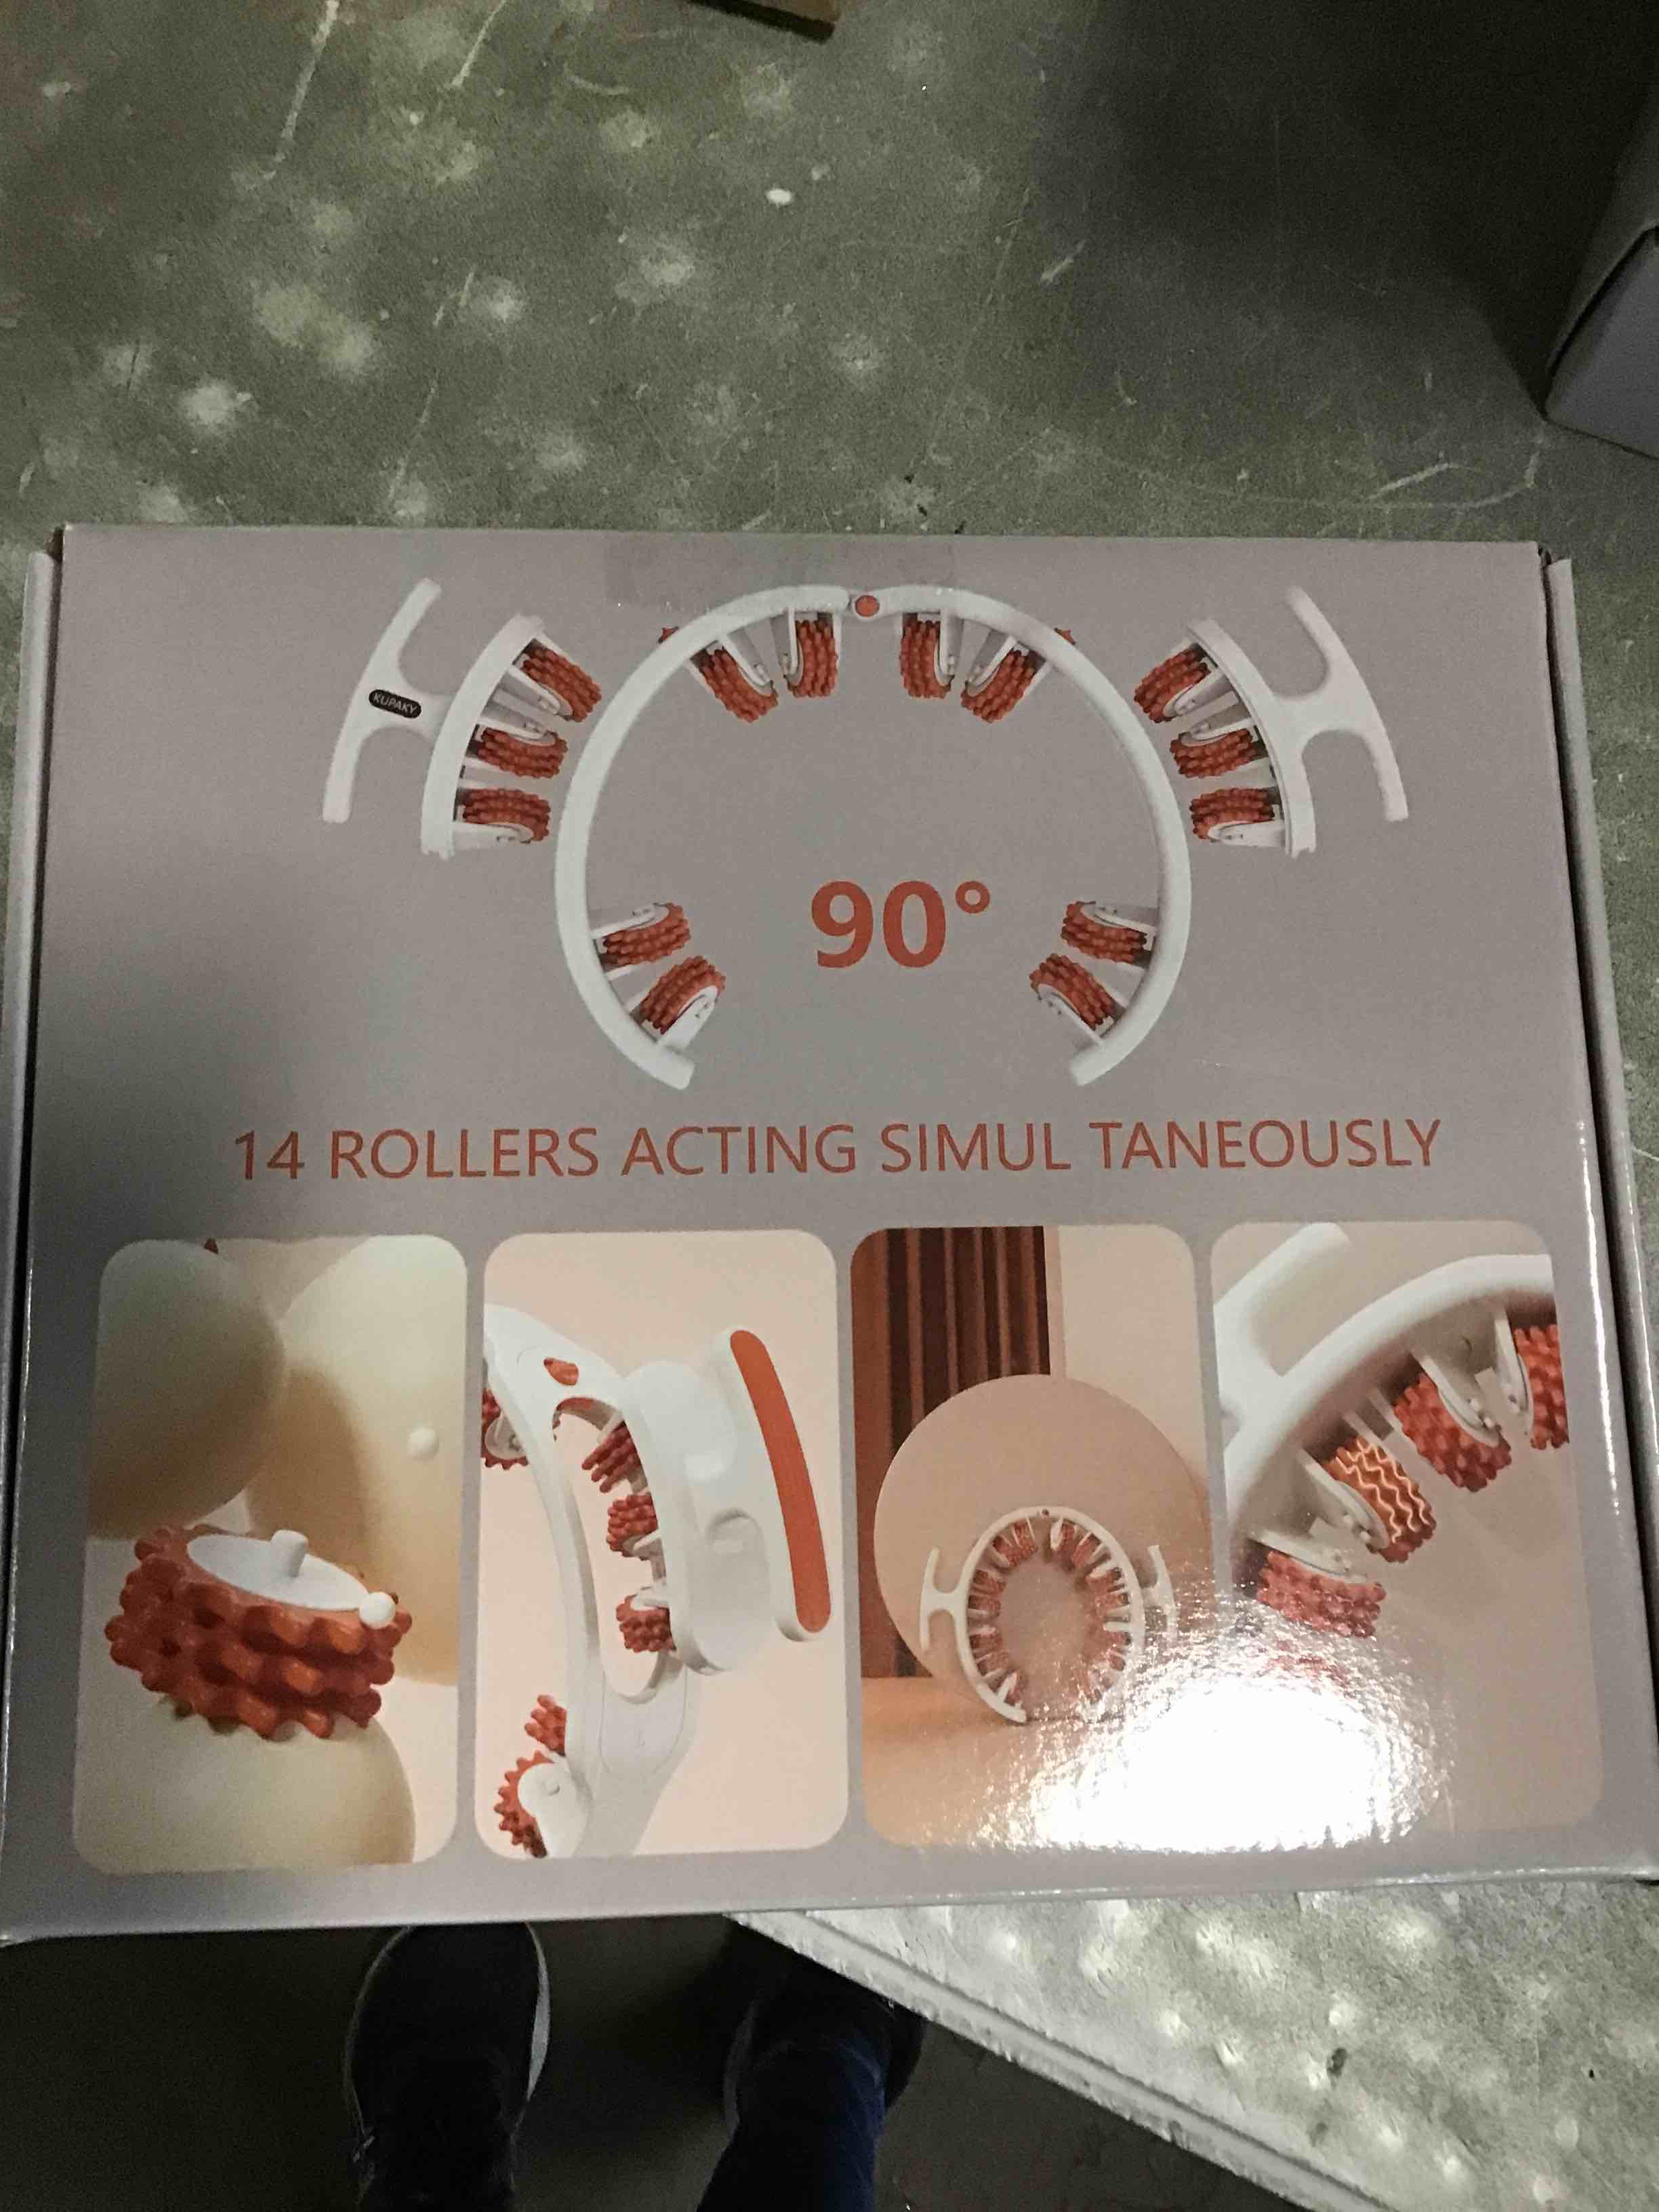 KUPAKY
90°
14 ROLLERS ACTING SIMUL TANEOUSLY